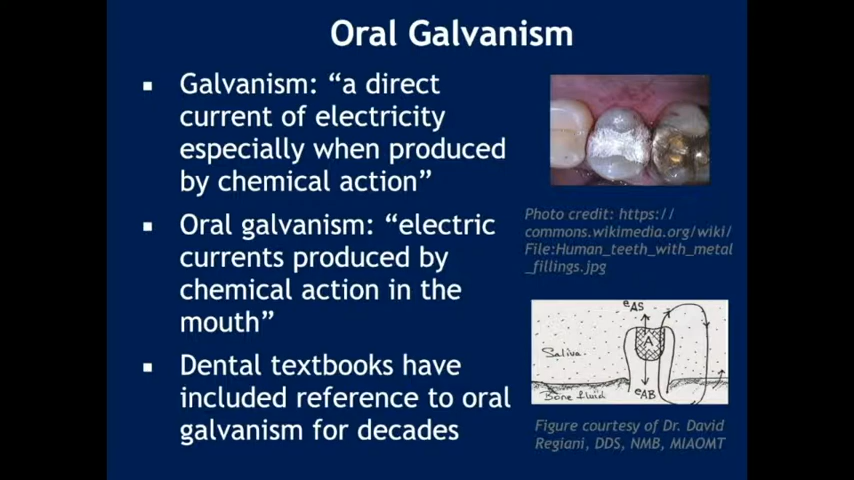 Oral Galvanism
▪ Galvanism: “a direct
current of electricity
especially when produced
by chemical action”
▪ Oral galvanism: “electric
currents produced by
chemical action in the
mouth”
▪ Dental textbooks have
included reference to oral
galvanism for decades
Photo credit: https://
commons.wikimedia.org/wiki/
File:Human_teeth_with_metal
_fillings.jpg
eAS
A
Saliva
eAB
Bone fluid
Figure courtesy of Dr. David
Regiani, DDS, NMB, MIAOMT